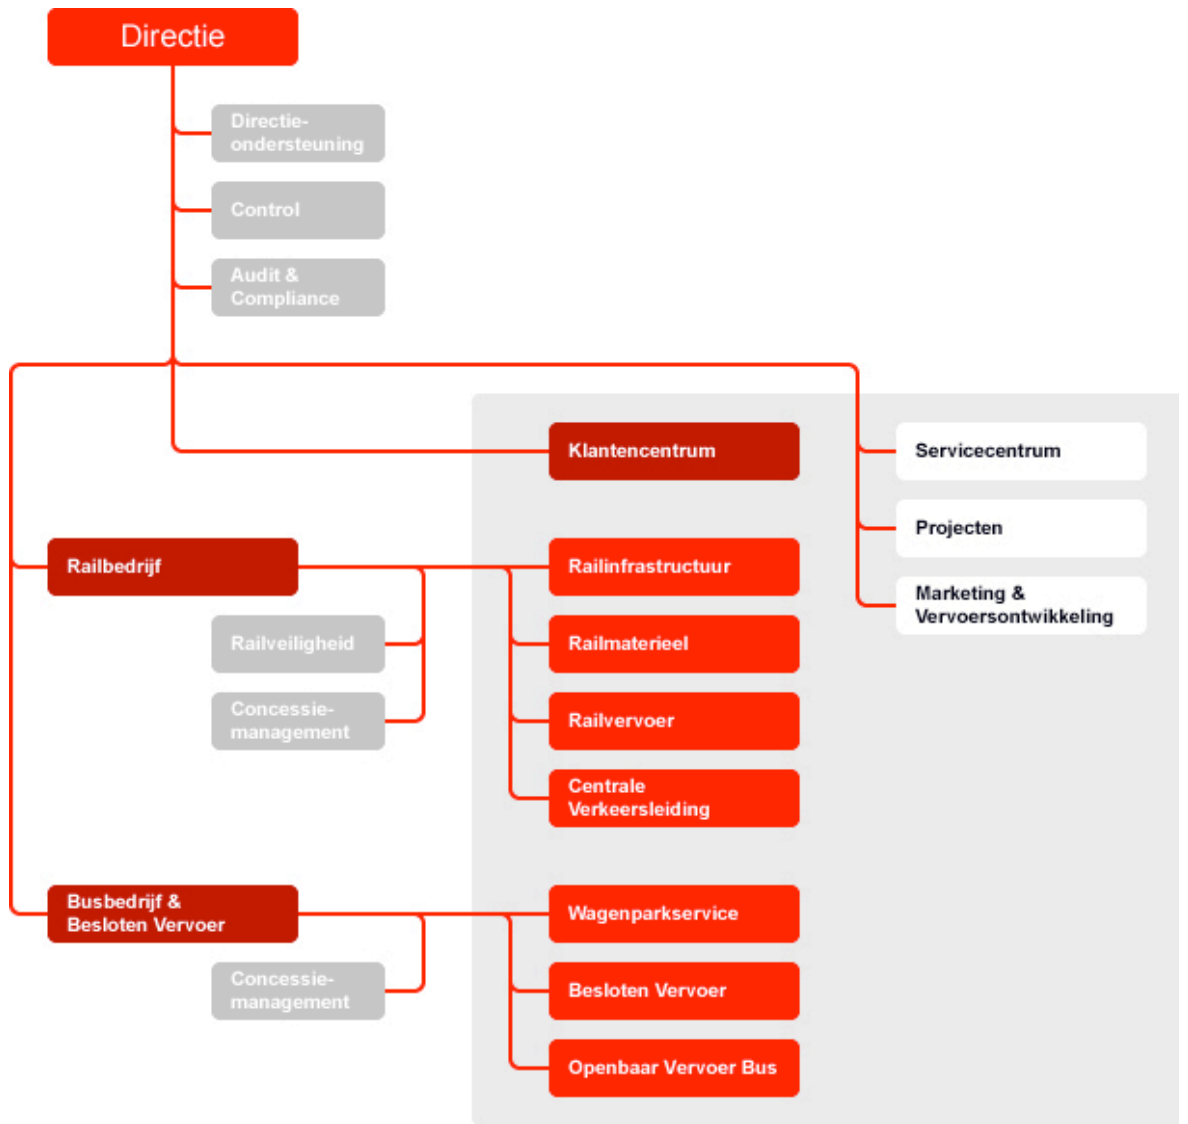 Directie
Directie-
ondersteuning
Control
Audit &
Compliance
Klantencentrum
Servicecentrum
Projecten
Marketing &
Vervoersontwikkeling
Railbedrijf
Railinfrastructuur
Railveiligheid
Railmaterieel
Concessie-
management
Railvervoer
Centrale
Verkeersleiding
Busbedrijf &
Besloten Vervoer
Wagenparkservice
Concessie-
management
Besloten Vervoer
Openbaar Vervoer Bus